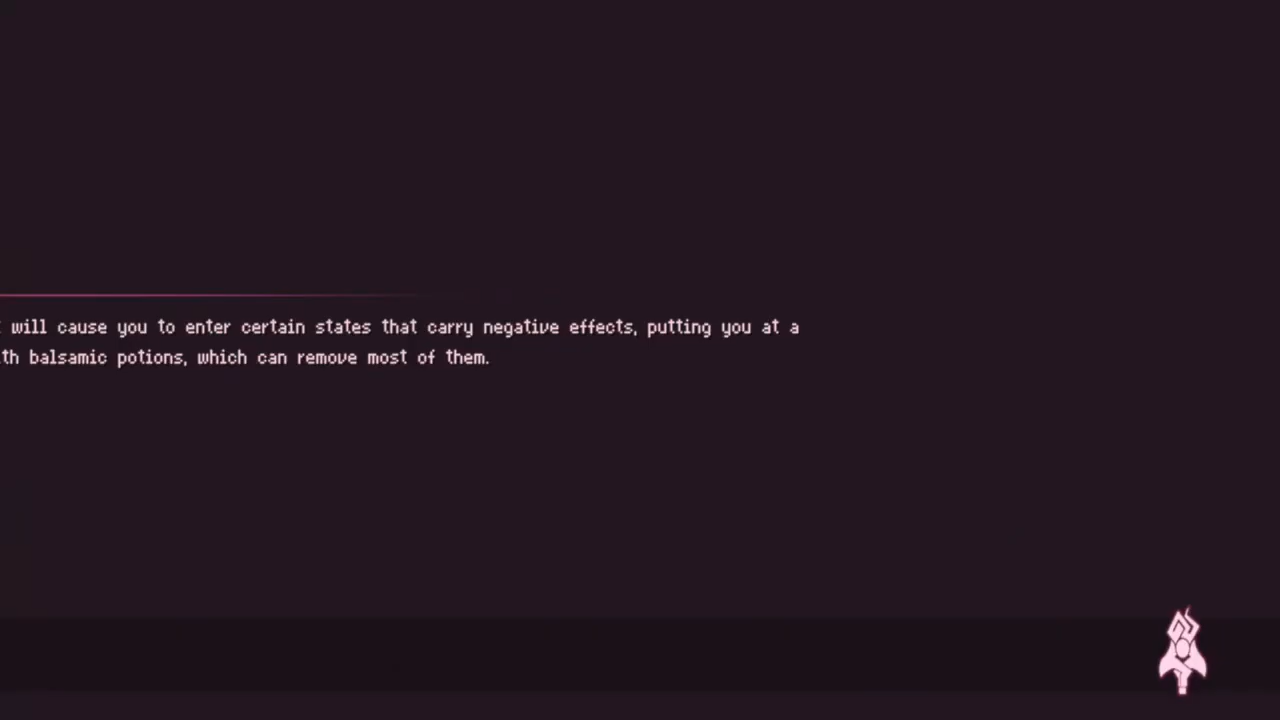 will cause you to enter certain states that carry negative effects, putting you at a
th balsamic potions, which can remove most of them.